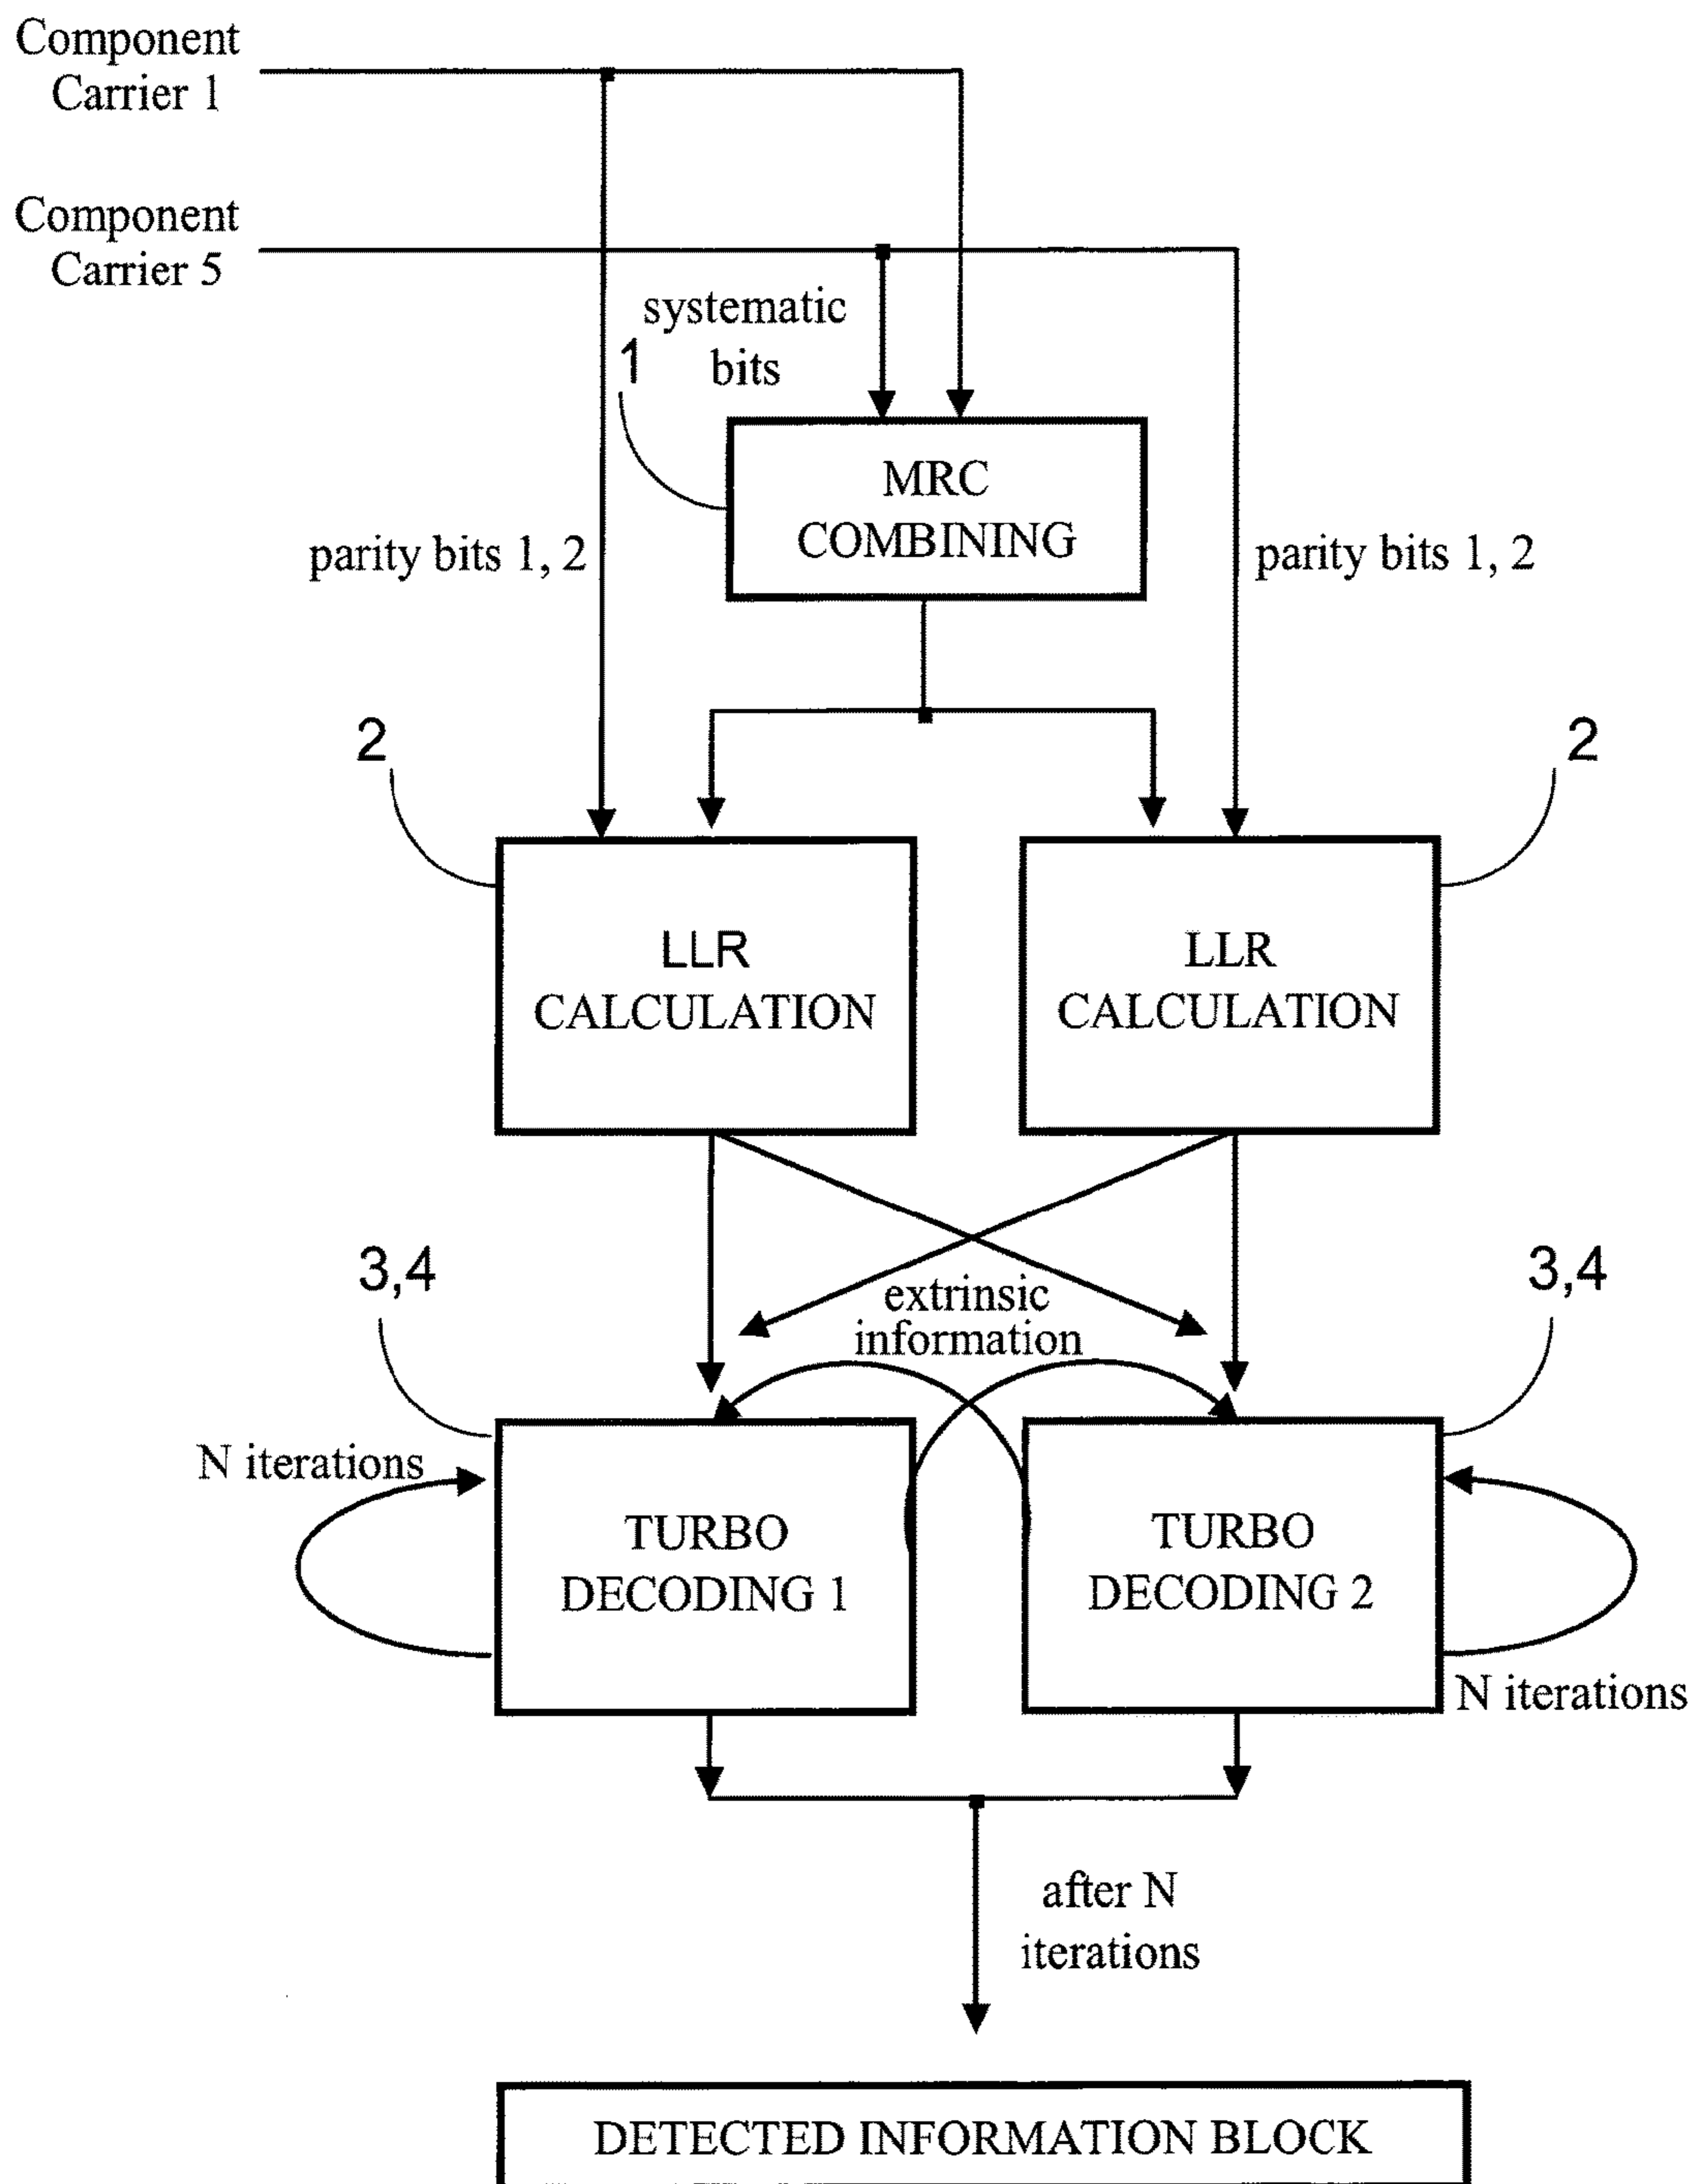 Component
Carrier 1
Component
Carrier 5
systematic
bits
1
MRC
COMBINING
parity bits 1, 2
parity bits 1, 2
2
2
LLR
CALCULATION
LLR
CALCULATION
3,4
3,4
extrinsic
information
N iterations
TURBO
DECODING 1
TURBO
DECODING 2
N iterations
after N
iterations
DETECTED INFORMATION BLOCK